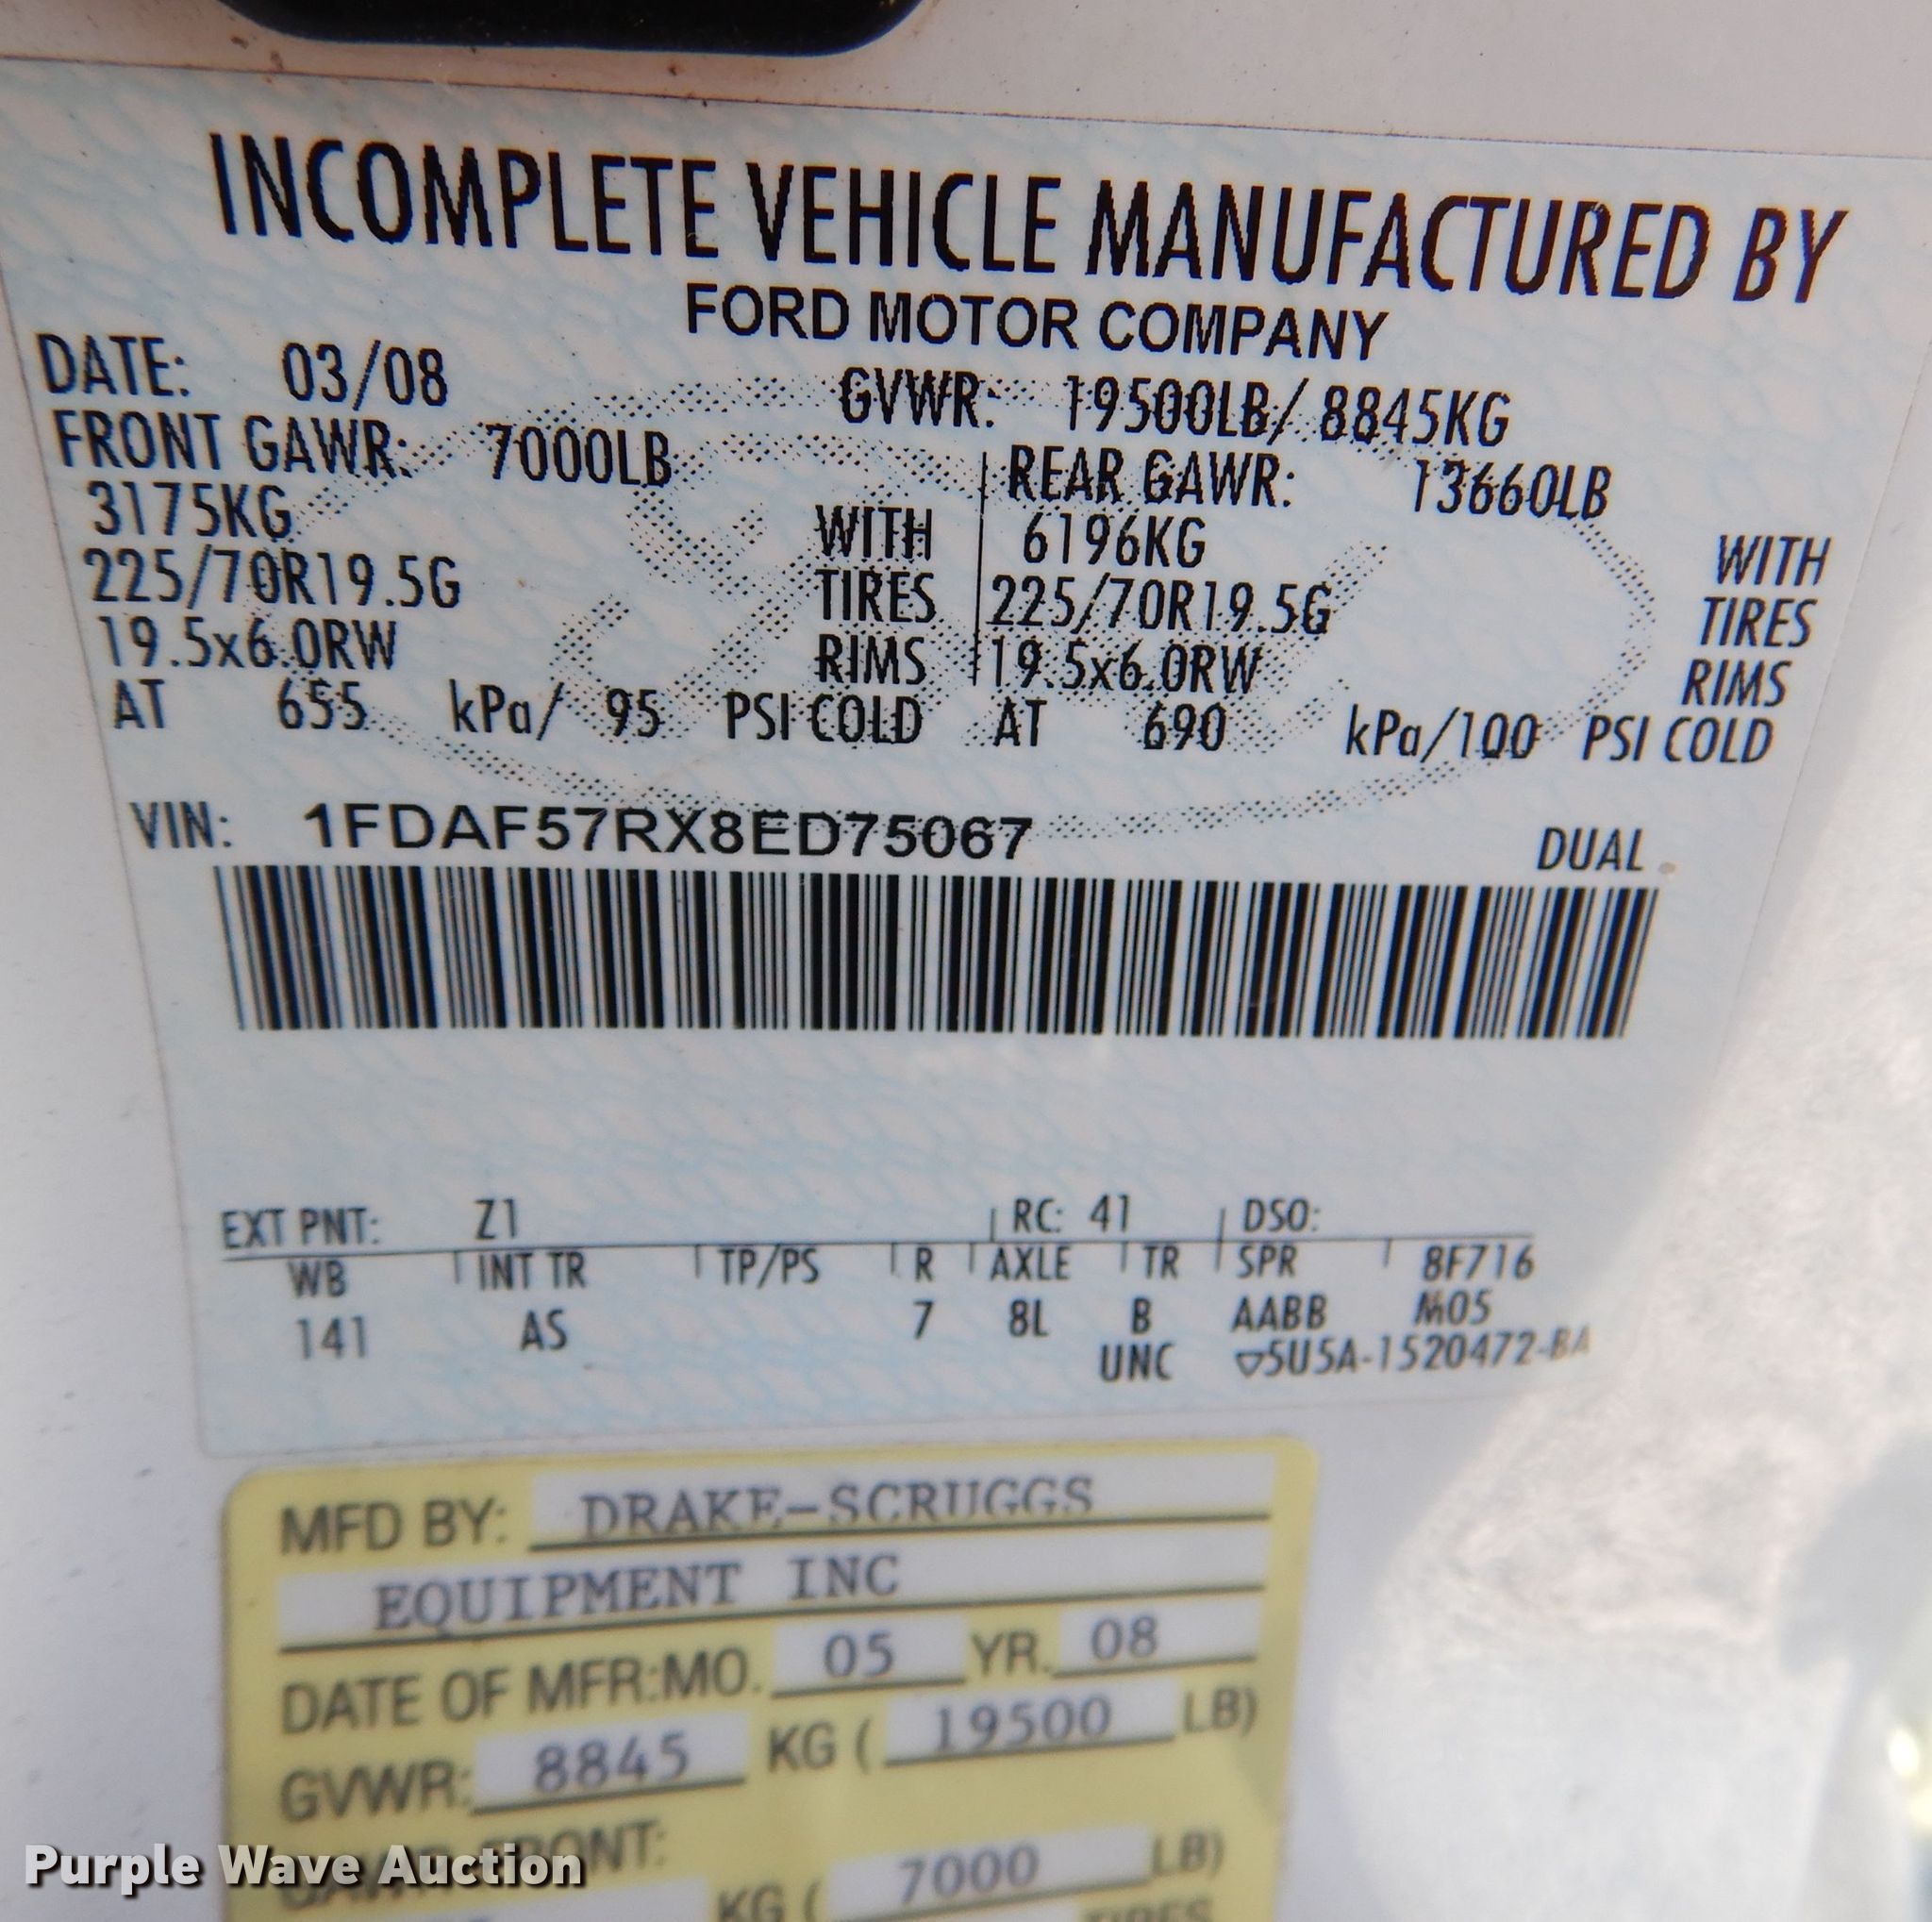 INCOMPLETE VEHICLE MANUFACTURED BY
FORD MOTOR COMPANY
DATE: 03/08 GVWR: 19500LB/ 8845KG
FRONT GAWR: 7000LB REAR GAWR: 13660LB
3175KG WITH 6196KG WITH
225/70R19.5G TIRES 225/70R19.5G TIRES
19.5x6.0RW RIMS 19.5x6.0RW RIMS
AT 655 kPa/ 95 PSI COLD AT 690 kPa/100 PSI COLD
VIN: 1FDAF57RX8ED75067 DUAL
EXT PNT: Z1 RC: 41 DSO:
WB INT TR TP/PS R AXLE TR SPR 8F716
141 AS 7 8L B AABB M05
UNC ▽5U5A-1520472-BA
MFD BY: DRAKE-SCRUGGS
EQUIPMENT INC
DATE OF MFR:MO. 05 YR. 08
GVWR: 8845 KG ( 19500 LB)
GAWR-FRONT:
KG ( 7000 LB)
TIRES
Purple Wave Auction